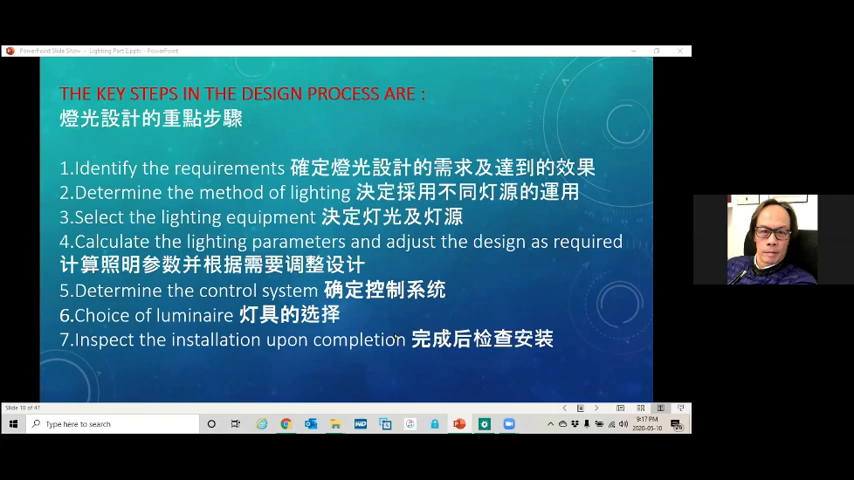 PowerPoint Slide Show - Lighting Part 2.pptx - PowerPoint
THE KEY STEPS IN THE DESIGN PROCESS ARE :
燈光設計的重點步驟
1.Identify the requirements 確定燈光設計的需求及達到的效果
2.Determine the method of lighting 決定採用不同灯源的運用
3.Select the lighting equipment 決定灯光及灯源
4.Calculate the lighting parameters and adjust the design as required
计算照明参数并根据需要调整设计
5.Determine the control system 确定控制系统
6.Choice of luminaire 灯具的选择
7.Inspect the installation upon completion 完成后检查安装
Slide 10 of 41
Type here to search
9:17 PM
2020-05-10